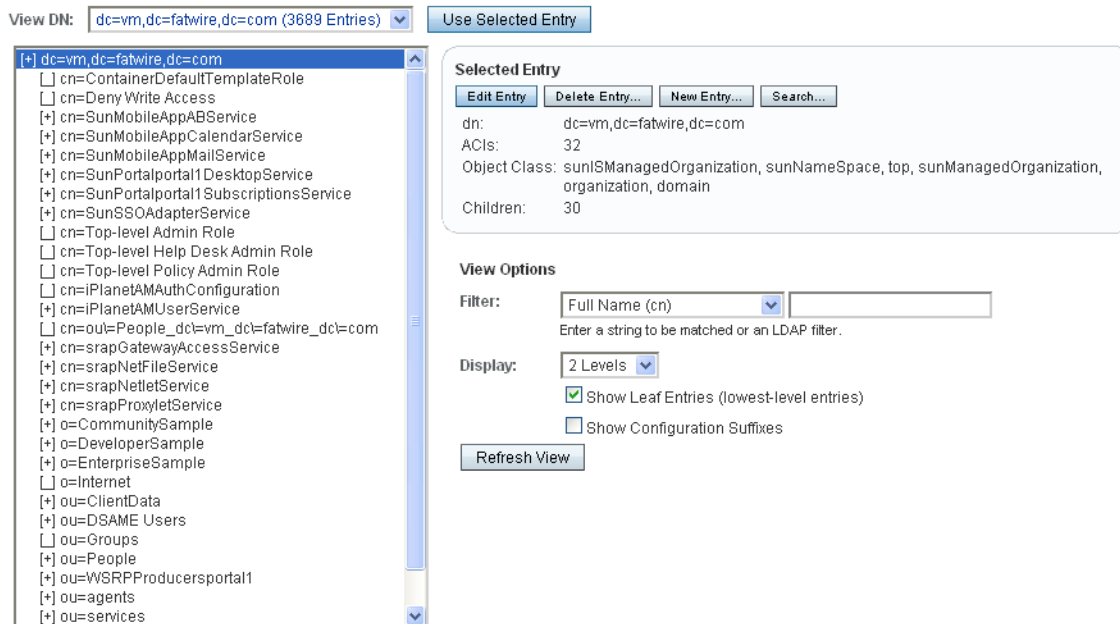 View DN: dc=vm,dc=fatwire,dc=com (3689 Entries) Use Selected Entry
[+] dc=vm,dc=fatwire,dc=com
[_] cn=ContainerDefaultTemplateRole
[_] cn=Deny Write Access
[+] cn=SunMobileAppABService
[+] cn=SunMobileAppCalendarService
[+] cn=SunMobileAppMailService
[+] cn=SunPortalportal1DesktopService
[+] cn=SunPortalportal1SubscriptionsService
[+] cn=SunSSOAdapterService
[_] cn=Top-level Admin Role
[_] cn=Top-level Help Desk Admin Role
[_] cn=Top-level Policy Admin Role
[_] cn=iPlanetAMAuthConfiguration
[+] cn=iPlanetAMUserService
[_] cn=ou\=People_dc\=vm_dc\=fatwire_dc\=com
[+] cn=srapGatewayAccessService
[+] cn=srapNetFileService
[+] cn=srapNetletService
[+] cn=srapProxyletService
[+] o=CommunitySample
[+] o=DeveloperSample
[+] o=EnterpriseSample
[_] o=Internet
[+] ou=ClientData
[+] ou=DSAME Users
[_] ou=Groups
[+] ou=People
[+] ou=WSRPProducersportal1
[+] ou=agents
[+] ou=services
Selected Entry
Edit Entry Delete Entry... New Entry... Search...
dn: dc=vm,dc=fatwire,dc=com
ACIs: 32
Object Class: sunISManagedOrganization, sunNameSpace, top, sunManagedOrganization,
organization, domain
Children: 30
View Options
Filter: Full Name (cn)
Enter a string to be matched or an LDAP filter.
Display: 2 Levels
Show Leaf Entries (lowest-level entries)
Show Configuration Suffixes
Refresh View